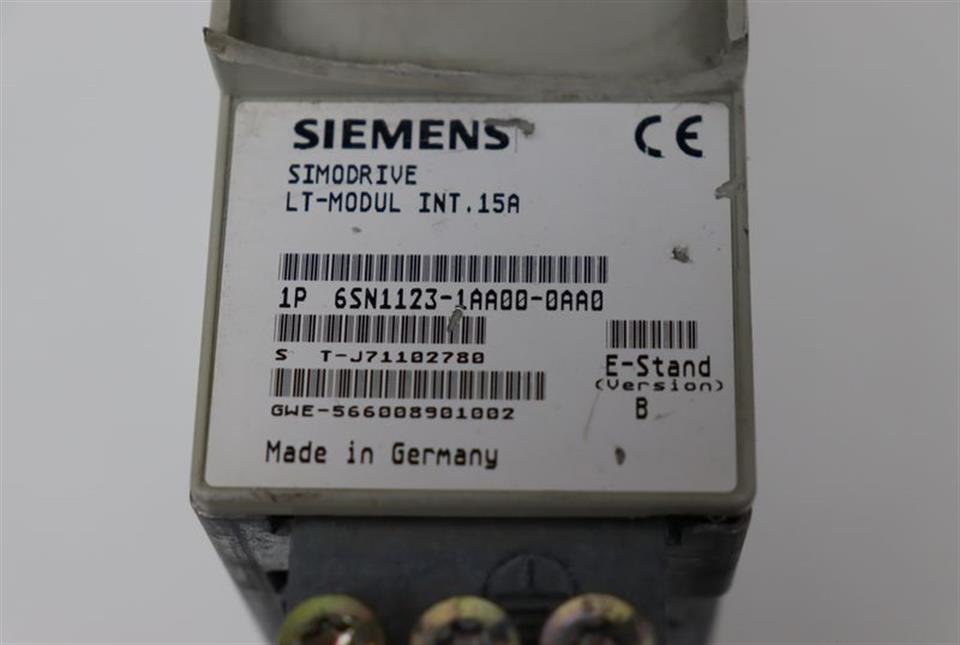 SIEMENS
CE
SIMODRIVE
LT-MODUL INT.15A
1P 6SN1123-1AA00-0AA0
S T-J71102780
E-Stand
(Version)
B
GWE-566008901002
Made in Germany